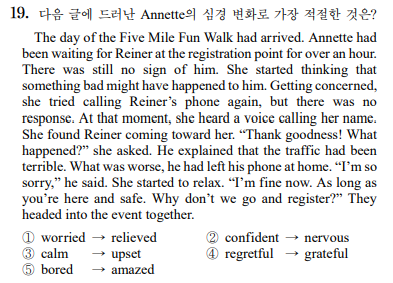 19. 다음 글에 드러난 Annette의 심경 변화로 가장 적절한 것은?
The day of the Five Mile Fun Walk had arrived. Annette had
been waiting for Reiner at the registration point for over an hour.
There was still no sign of him. She started thinking that
something bad might have happened to him. Getting concerned,
she tried calling Reiner's phone again, but there was no
response. At that moment, she heard a voice calling her name.
She found Reiner coming toward her. “Thank goodness! What
happened?” she asked. He explained that the traffic had been
terrible. What was worse, he had left his phone at home. “I'm so
sorry,” he said. She started to relax. “I'm fine now. As long as
you're here and safe. Why don't we go and register?” They
headed into the event together.
① worried → relieved ② confident → nervous
③ calm → upset ④ regretful → grateful
⑤ bored → amazed